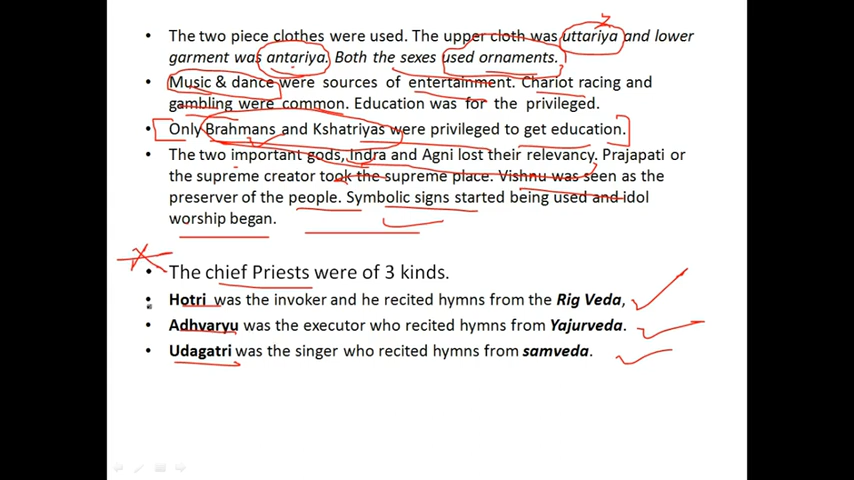 • The two piece clothes were used. The upper cloth was uttariya and lower
garment was antariya. Both the sexes used ornaments.
• Music & dance were sources of entertainment. Chariot racing and
gambling were common. Education was for the privileged.
• Only Brahmans and Kshatriyas were privileged to get education.
• The two important gods, Indra and Agni lost their relevancy. Prajapati or
the supreme creator took the supreme place. Vishnu was seen as the
preserver of the people. Symbolic signs started being used and idol
worship began.
• The chief Priests were of 3 kinds.
• Hotri was the invoker and he recited hymns from the Rig Veda,
• Adhvaryu was the executor who recited hymns from Yajurveda.
• Udagatri was the singer who recited hymns from samveda.